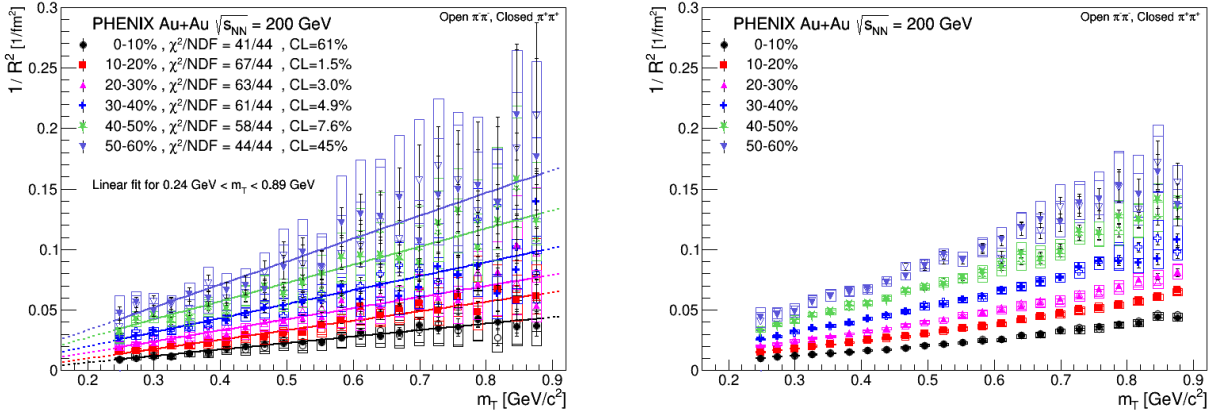 PHENIX Au+Au √sNN = 200 GeV
Open π⁻π⁻, Closed π⁺π⁺
0-10% , χ²/NDF = 41/44 , CL=61%
10-20% , χ²/NDF = 67/44 , CL=1.5%
20-30% , χ²/NDF = 63/44 , CL=3.0%
30-40% , χ²/NDF = 61/44 , CL=4.9%
40-50% , χ²/NDF = 58/44 , CL=7.6%
50-60% , χ²/NDF = 44/44 , CL=45%
Linear fit for 0.24 GeV < mT < 0.89 GeV
1 / R² [1/fm²]
0.3
0.25
0.2
0.15
0.1
0.05
0
0.2 0.3 0.4 0.5 0.6 0.7 0.8 0.9
mT [GeV/c²]
PHENIX Au+Au √sNN = 200 GeV
Open π⁻π⁻, Closed π⁺π⁺
0-10%
10-20%
20-30%
30-40%
40-50%
50-60%
1 / R² [1/fm²]
0.3
0.25
0.2
0.15
0.1
0.05
0
0.2 0.3 0.4 0.5 0.6 0.7 0.8 0.9
mT [GeV/c²]